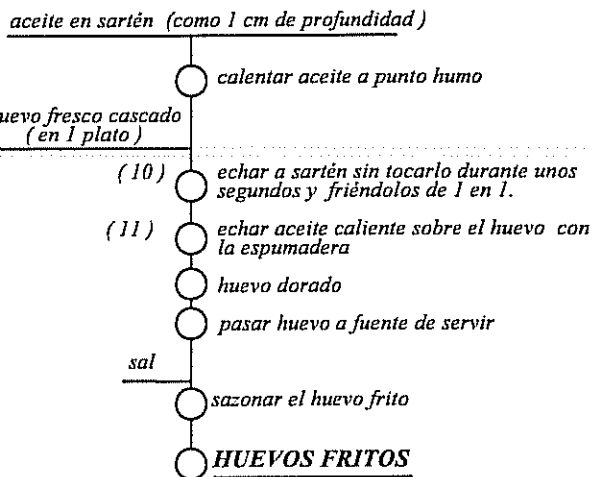 aceite en sartén (como 1 cm de profundidad)
calentar aceite a punto humo
uevo fresco cascado
(en 1 plato)
(10) echar a sartén sin tocarlo durante unos
segundos y friéndolos de 1 en 1.
(11) echar aceite caliente sobre el huevo con
la espumadera
huevo dorado
pasar huevo a fuente de servir
sal
sazonar el huevo frito
HUEVOS FRITOS